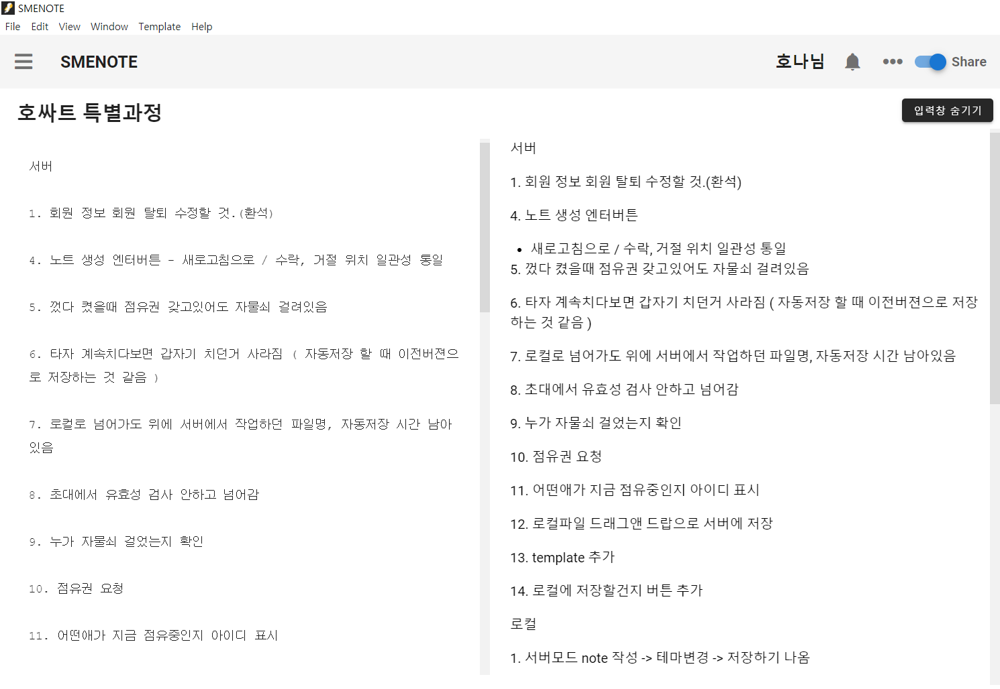 SMENOTE
File Edit View Window Template Help
SMENOTE
호나님
Share
호싸트 특별과정
입력창 숨기기
서버
1. 회원 정보 회원 탈퇴 수정할 것.(환석)
4. 노트 생성 엔터버튼 - 새로고침으로 / 수락, 거절 위치 일관성 통일
5. 껐다 켰을때 점유권 갖고있어도 자물쇠 걸려있음
6. 타자 계속치다보면 갑자기 치던거 사라짐 ( 자동저장 할 때 이전버젼으
로 저장하는 것 같음 )
7. 로컬로 넘어가도 위에 서버에서 작업하던 파일명, 자동저장 시간 남아
있음
8. 초대에서 유효성 검사 안하고 넘어감
9. 누가 자물쇠 걸었는지 확인
10. 점유권 요청
11. 어떤애가 지금 점유중인지 아이디 표시
서버
1. 회원 정보 회원 탈퇴 수정할 것.(환석)
4. 노트 생성 엔터버튼
• 새로고침으로 / 수락, 거절 위치 일관성 통일
5. 껐다 켰을때 점유권 갖고있어도 자물쇠 걸려있음
6. 타자 계속치다보면 갑자기 치던거 사라짐 ( 자동저장 할 때 이전버젼으로 저장
하는 것 같음 )
7. 로컬로 넘어가도 위에 서버에서 작업하던 파일명, 자동저장 시간 남아있음
8. 초대에서 유효성 검사 안하고 넘어감
9. 누가 자물쇠 걸었는지 확인
10. 점유권 요청
11. 어떤애가 지금 점유중인지 아이디 표시
12. 로컬파일 드래그앤 드랍으로 서버에 저장
13. template 추가
14. 로컬에 저장할건지 버튼 추가
로컬
1. 서버모드 note 작성 -> 테마변경 -> 저장하기 나옴